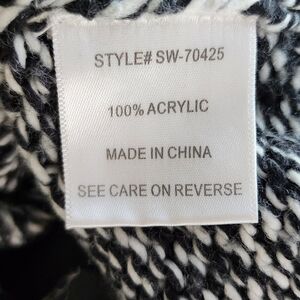 STYLE# SW-70425
100% ACRYLIC
MADE IN CHINA
SEE CARE ON REVERSE